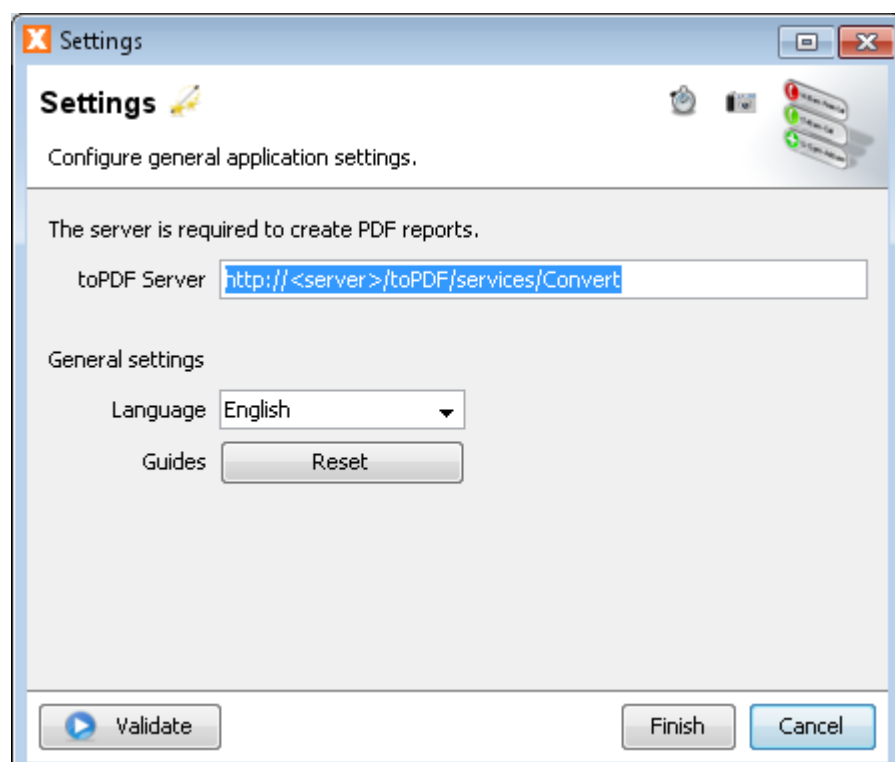 Settings
Settings
Configure general application settings.
The server is required to create PDF reports.
toPDF Server http://<server>/toPDF/services/Convert
General settings
Language English
Guides Reset
Validate Finish Cancel